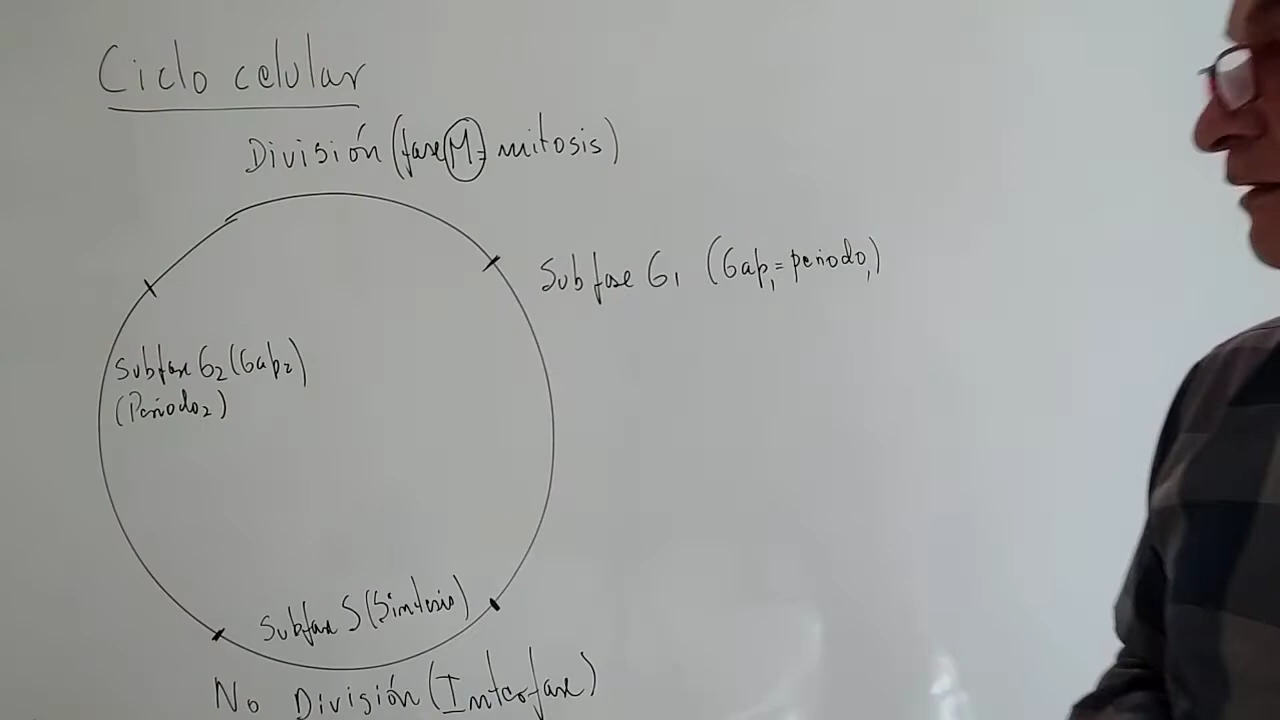 Ciclo celular
División (fase M = mitosis)
Subfase G1 (Gap1 = periodo1)
Subfase G2 (Gap2)
(Periodo2)
Subfase S (Síntesis)
No División (Interfase)